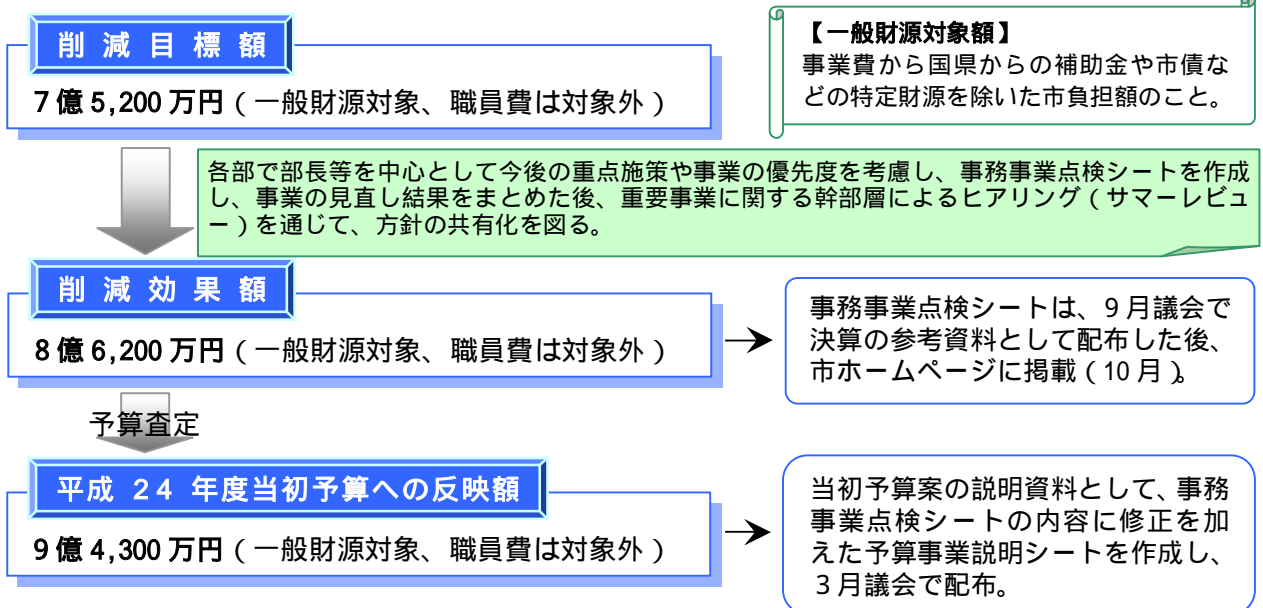 削減目標額
7億5,200万円（一般財源対象、職員費は対象外）
【一般財源対象額】
事業費から国県からの補助金や市債な
どの特定財源を除いた市負担額のこと。
各部で部長等を中心として今後の重点施策や事業の優先度を考慮し、事務事業点検シートを作成
し、事業の見直し結果をまとめた後、重要事業に関する幹部層によるヒアリング（サマーレビュ
ー）を通じて、方針の共有化を図る。
削減効果額
8億6,200万円（一般財源対象、職員費は対象外）
事務事業点検シートは、9月議会で
決算の参考資料として配布した後、
市ホームページに掲載（10月）。
予算査定
平成 24 年度当初予算への反映額
9億4,300万円（一般財源対象、職員費は対象外）
当初予算案の説明資料として、事務
事業点検シートの内容に修正を加
えた予算事業説明シートを作成し、
3月議会で配布。